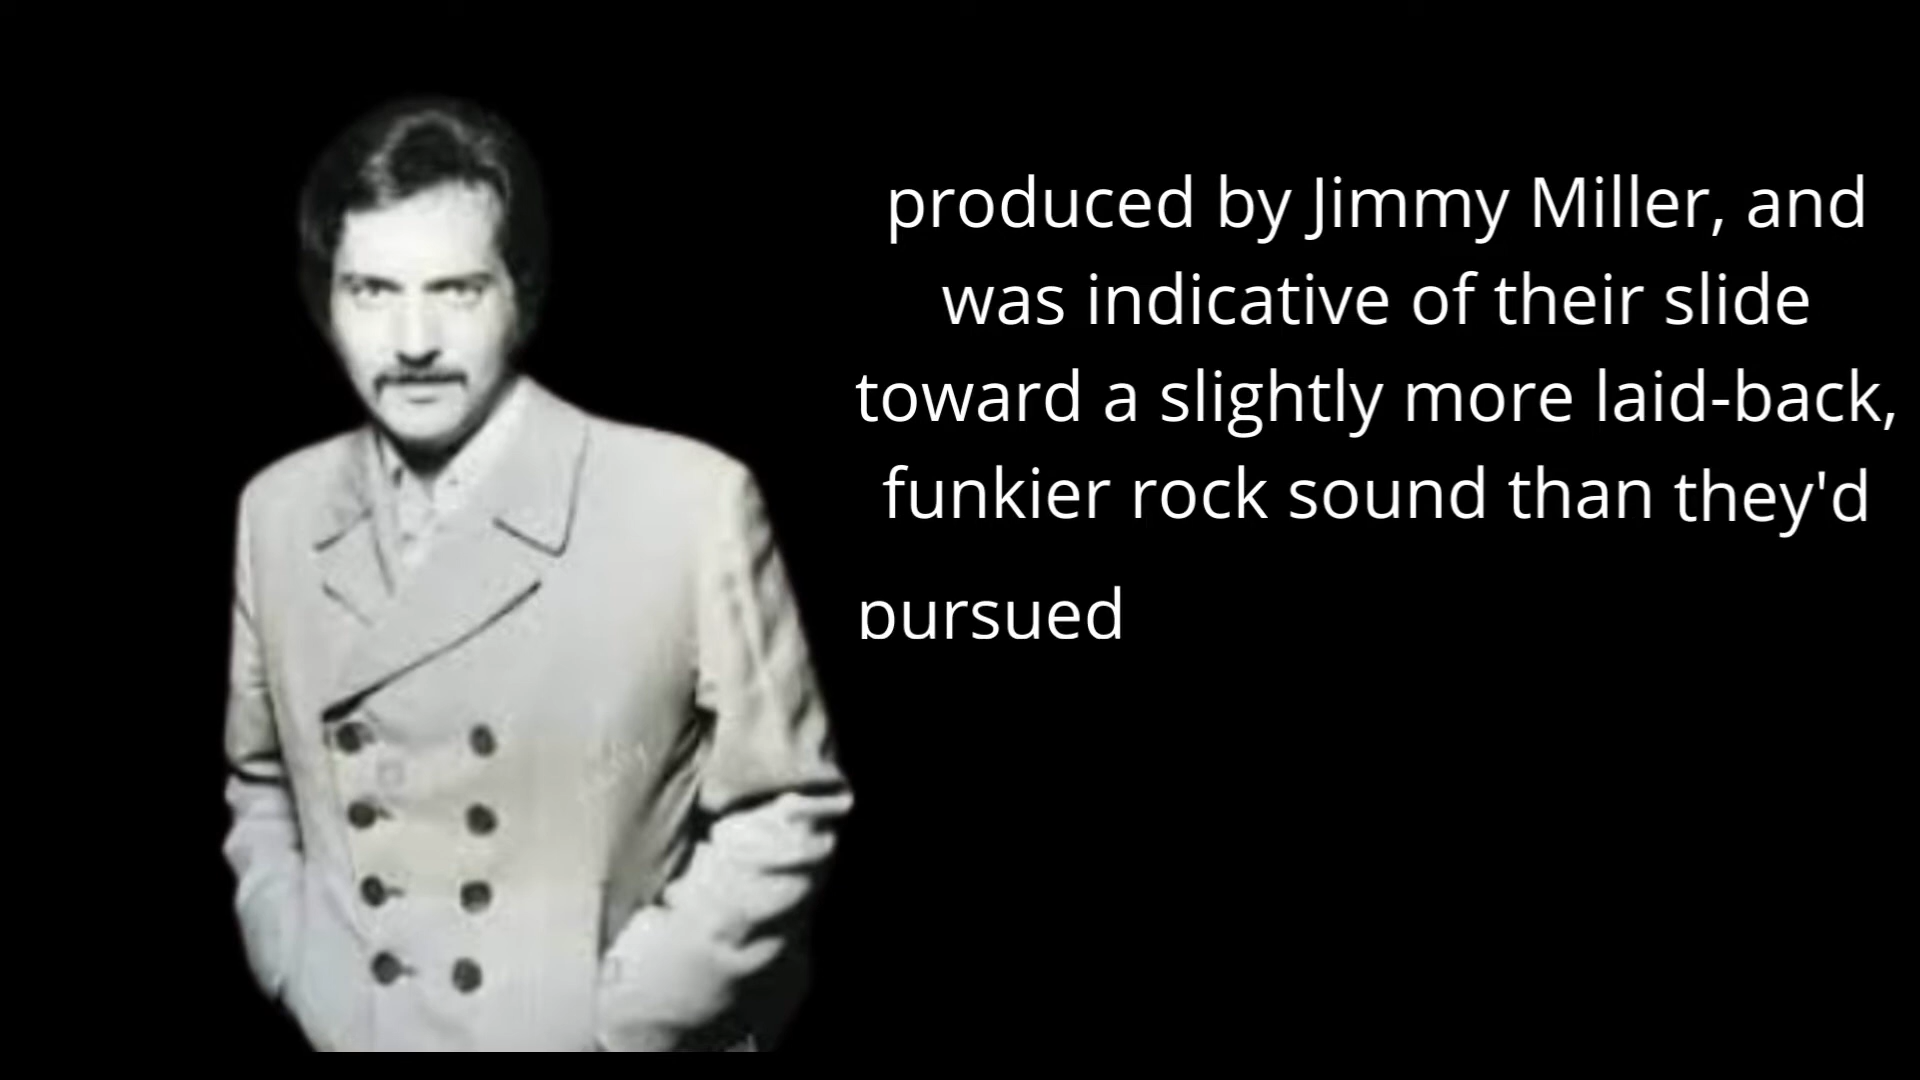 produced by Jimmy Miller, and
was indicative of their slide
toward a slightly more laid-back,
funkier rock sound than they'd
pursued